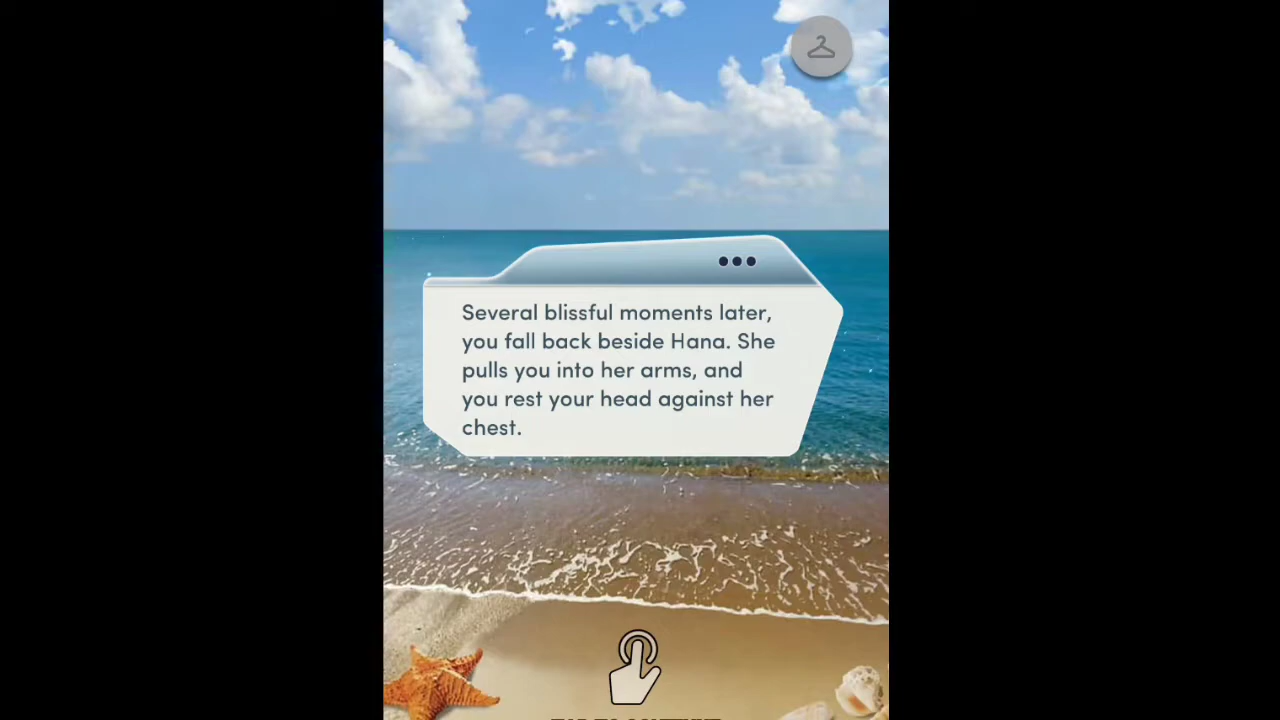 Several blissful moments later,
you fall back beside Hana. She
pulls you into her arms, and
you rest your head against her
chest.